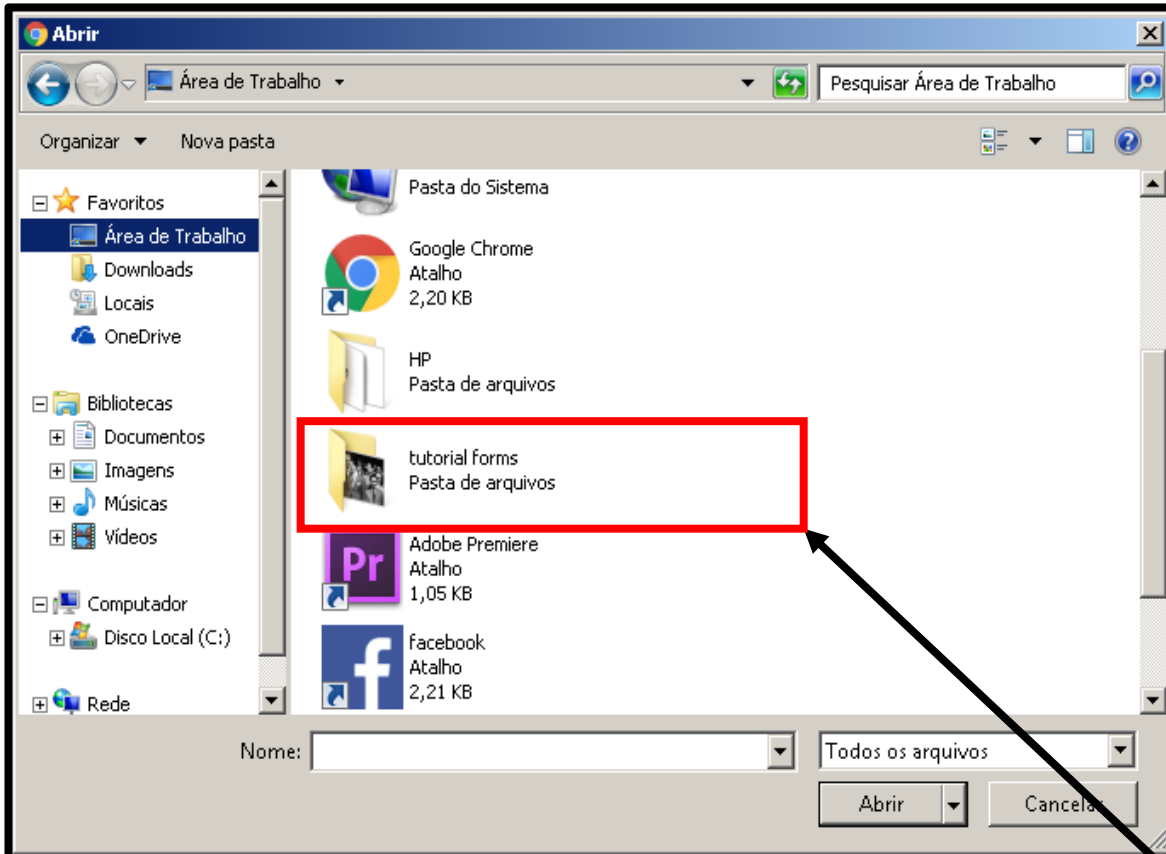 Abrir
Área de Trabalho
Pesquisar Área de Trabalho
Organizar
Nova pasta
Favoritos
Área de Trabalho
Downloads
Locais
OneDrive
Bibliotecas
Documentos
Imagens
Músicas
Vídeos
Computador
Disco Local (C:)
Rede
Pasta do Sistema
Google Chrome
Atalho
2,20 KB
HP
Pasta de arquivos
tutorial forms
Pasta de arquivos
Pr
Adobe Premiere
Atalho
1,05 KB
facebook
Atalho
2,21 KB
Nome:
Todos os arquivos
Abrir
Cancelar